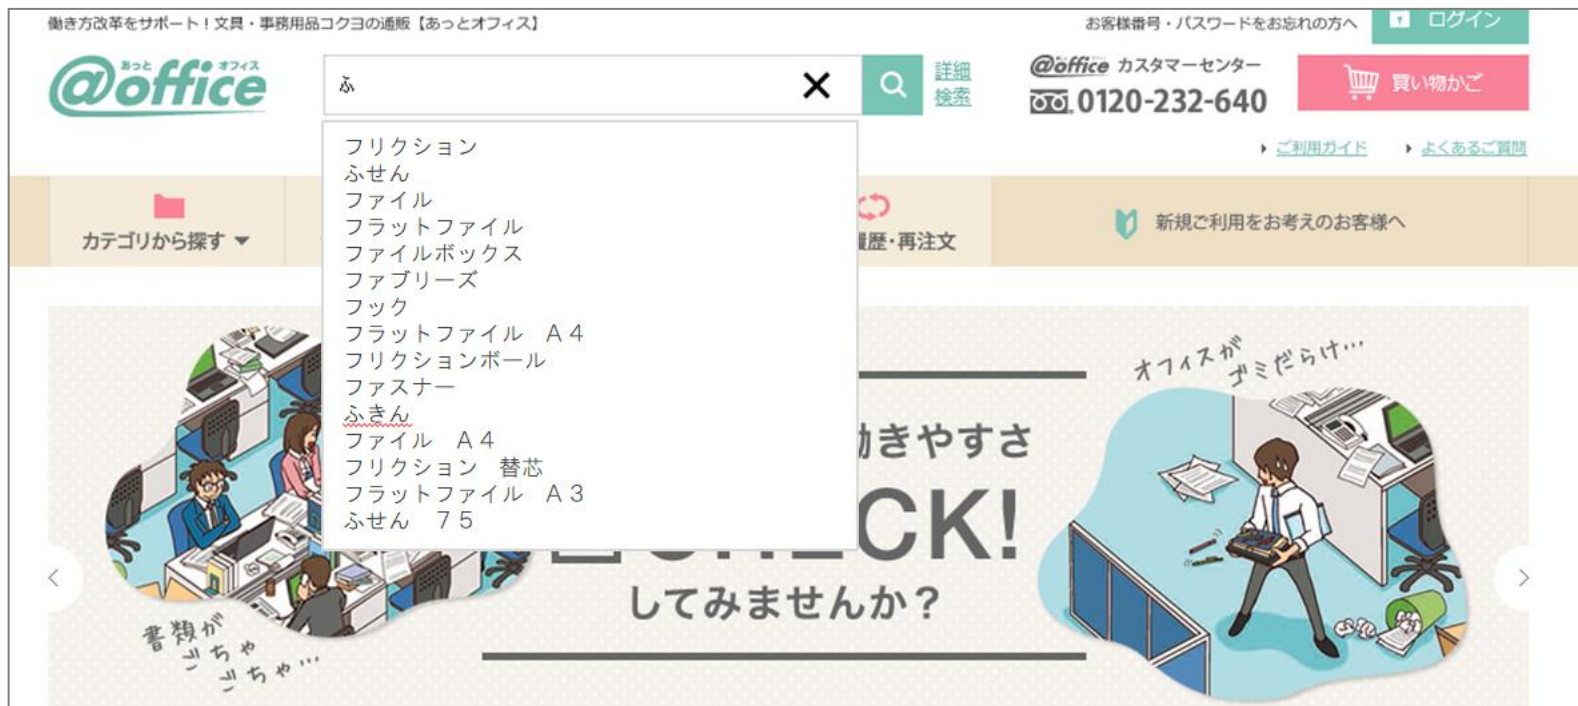 働き方改革をサポート！文具・事務用品コクヨの通販【あっとオフィス】
お客様番号・パスワードをお忘れの方へ
ログイン
あっと オフィス
@office
ふ
詳細
検索
@office カスタマーセンター
0120-232-640
買い物かご
ご利用ガイド
よくあるご質問
フリクション
ふせん
ファイル
フラットファイル
ファイルボックス
ファブリーズ
フック
フラットファイル　Ａ４
フリクションボール
ファスナー
ふきん
ファイル　Ａ４
フリクション　替芯
フラットファイル　Ａ３
ふせん　７５
カテゴリから探す
歴・再注文
新規ご利用をお考えのお客様へ
オフィスが
ゴミだらけ…
きやすさ
CK!
してみませんか？
書類が
ごちゃ
ごちゃ…